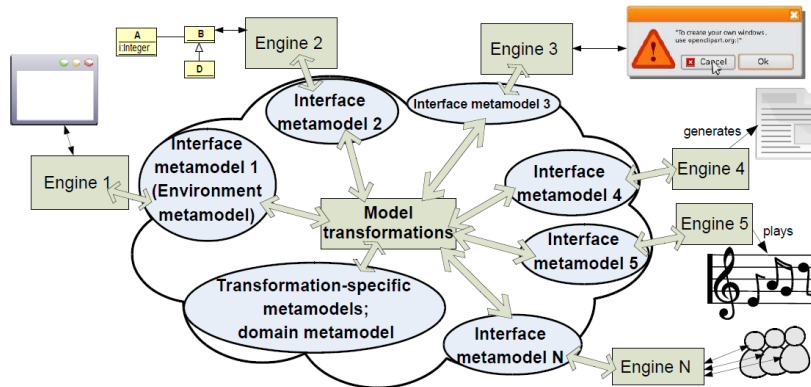 A
i:Integer
B
D
Engine 2
Engine 3
"To create your own windows,
use openclipart.org:!"
Cancel
Ok
Interface
metamodel 2
Interface metamodel 3
generates
Engine 1
Interface
metamodel 1
(Environment
metamodel)
Interface
metamodel 4
Engine 4
Model
transformations
Interface
metamodel 5
Engine 5
plays
Transformation-specific
metamodels;
domain metamodel
Interface
metamodel N
Engine N